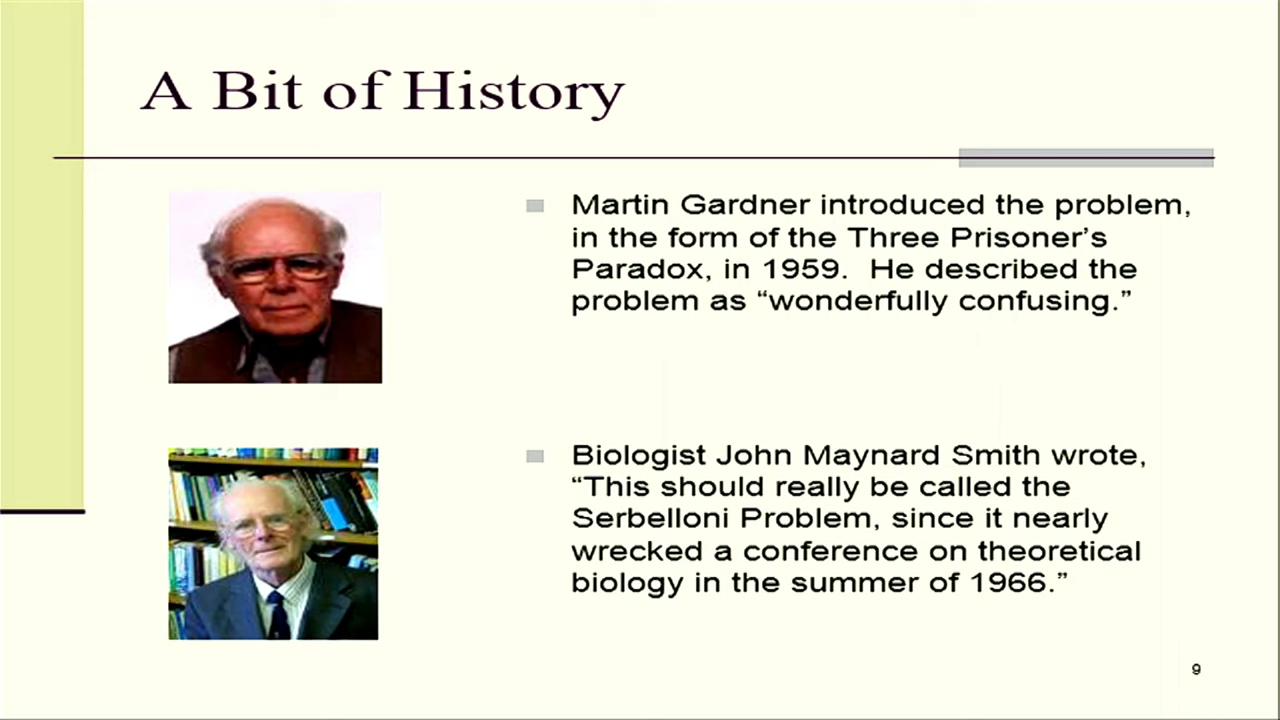 A Bit of History
Martin Gardner introduced the problem,
in the form of the Three Prisoner’s
Paradox, in 1959.  He described the
problem as “wonderfully confusing.”
Biologist John Maynard Smith wrote,
“This should really be called the
Serbelloni Problem, since it nearly
wrecked a conference on theoretical
biology in the summer of 1966.”
9